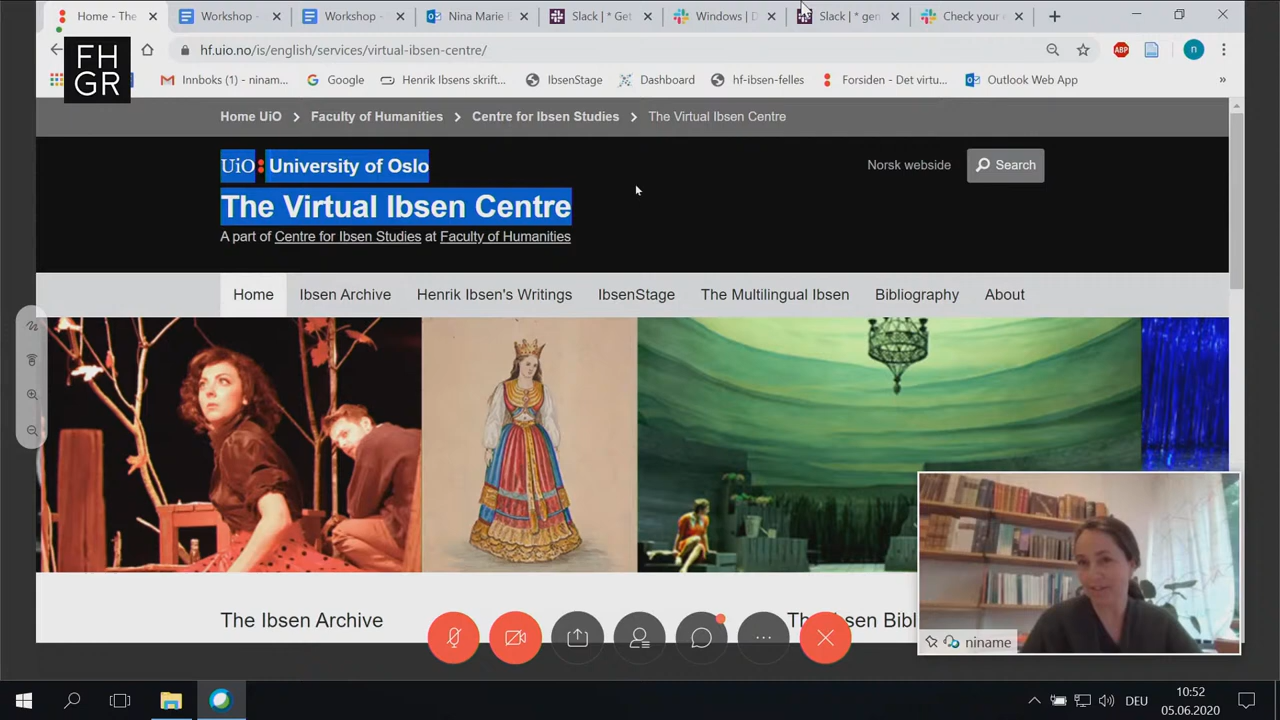 Home - The
Workshop -
Workshop -
Nina Marie E
Slack | * Get
Windows | D
Slack | * gen
Check your
FH
GR
hf.uio.no/is/english/services/virtual-ibsen-centre/
ABP
n
Innboks (1) - ninam...
Google
Henrik Ibsens skrift...
IbsenStage
Dashboard
hf-ibsen-felles
Forsiden - Det virtu...
Outlook Web App
»
Home UiO > Faculty of Humanities > Centre for Ibsen Studies > The Virtual Ibsen Centre
UiO : University of Oslo
Norsk webside
Search
The Virtual Ibsen Centre
A part of Centre for Ibsen Studies at Faculty of Humanities
Home
Ibsen Archive
Henrik Ibsen's Writings
IbsenStage
The Multilingual Ibsen
Bibliography
About
The Ibsen Archive
niname
DEU
10:52
05.06.2020